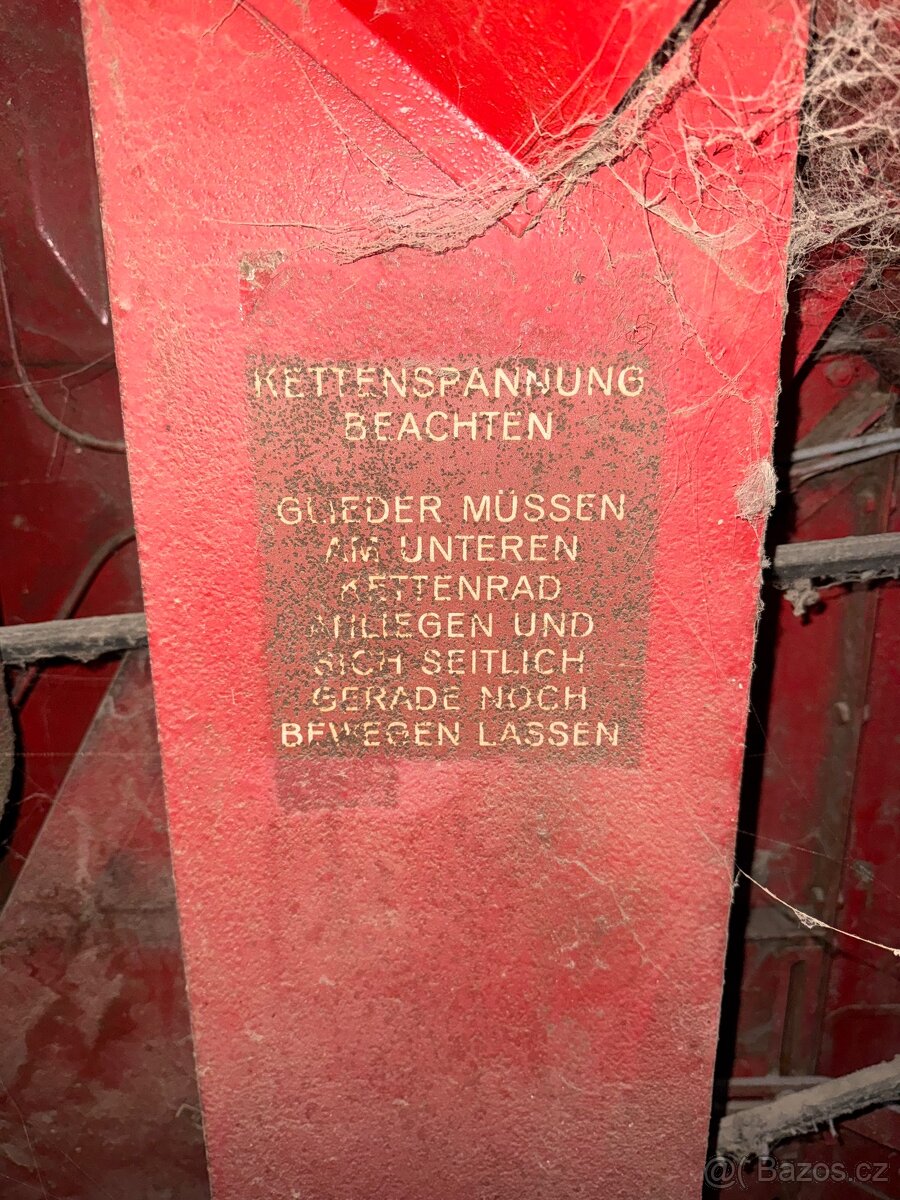 KETTENSPANNUNG
BEACHTEN
GLIEDER MÜSSEN
AM UNTEREN
KETTENRAD
ANLIEGEN UND
SICH SEITLICH
GERADE NOCH
BEWEGEN LASSEN
@( Bazos.cz